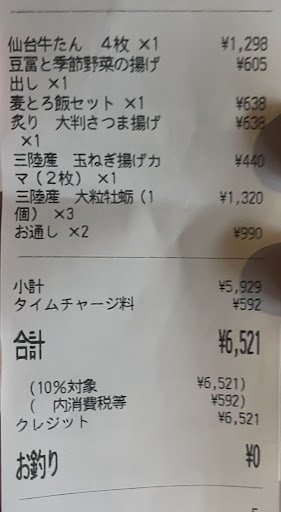 仙台牛たん 4枚 ×1 ¥1,298
豆冨と季節野菜の揚げ ¥605
出し ×1
麦とろ飯セット ×1 ¥638
炙り 大判さつま揚げ ¥638
×1
三陸産 玉ねぎ揚げカ ¥440
マ(2枚) ×1
三陸産 大粒牡蛎(1 ¥1,320
個) ×3
お通し ×2 ¥990
小計 ¥5,929
タイムチャージ料 ¥592
合計 ¥6,521
(10%対象 ¥6,521)
( 内消費税等 ¥592)
クレジット ¥6,521
お釣り ¥0